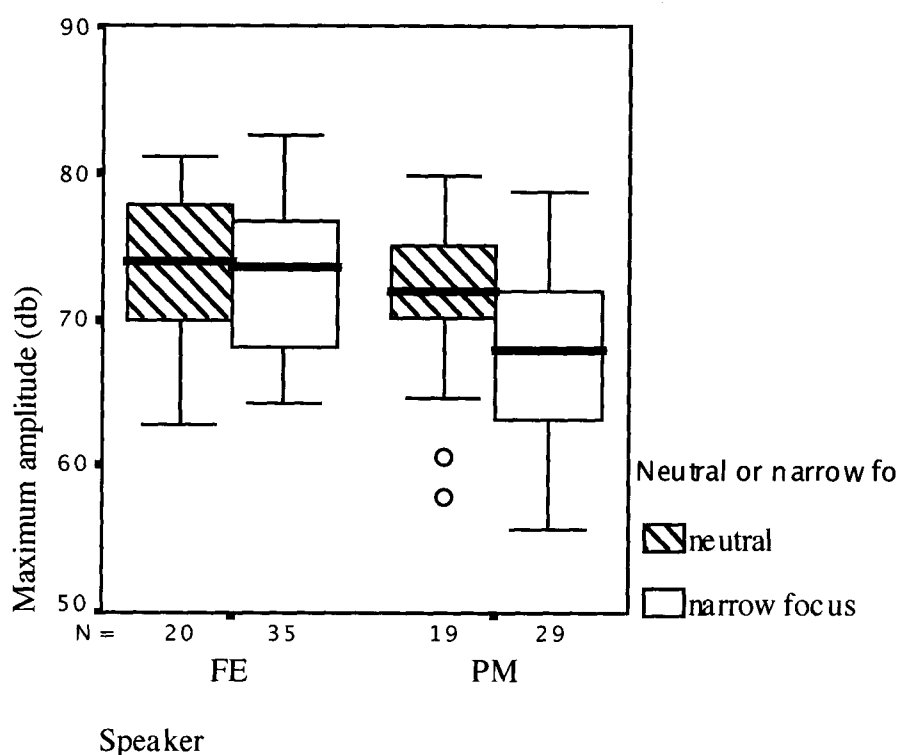 90
80
70
60
50
Maximum amplitude (db)
N = 20 35 19 29
FE PM
Speaker
Neutral or narrow fo
neutral
narrow focus